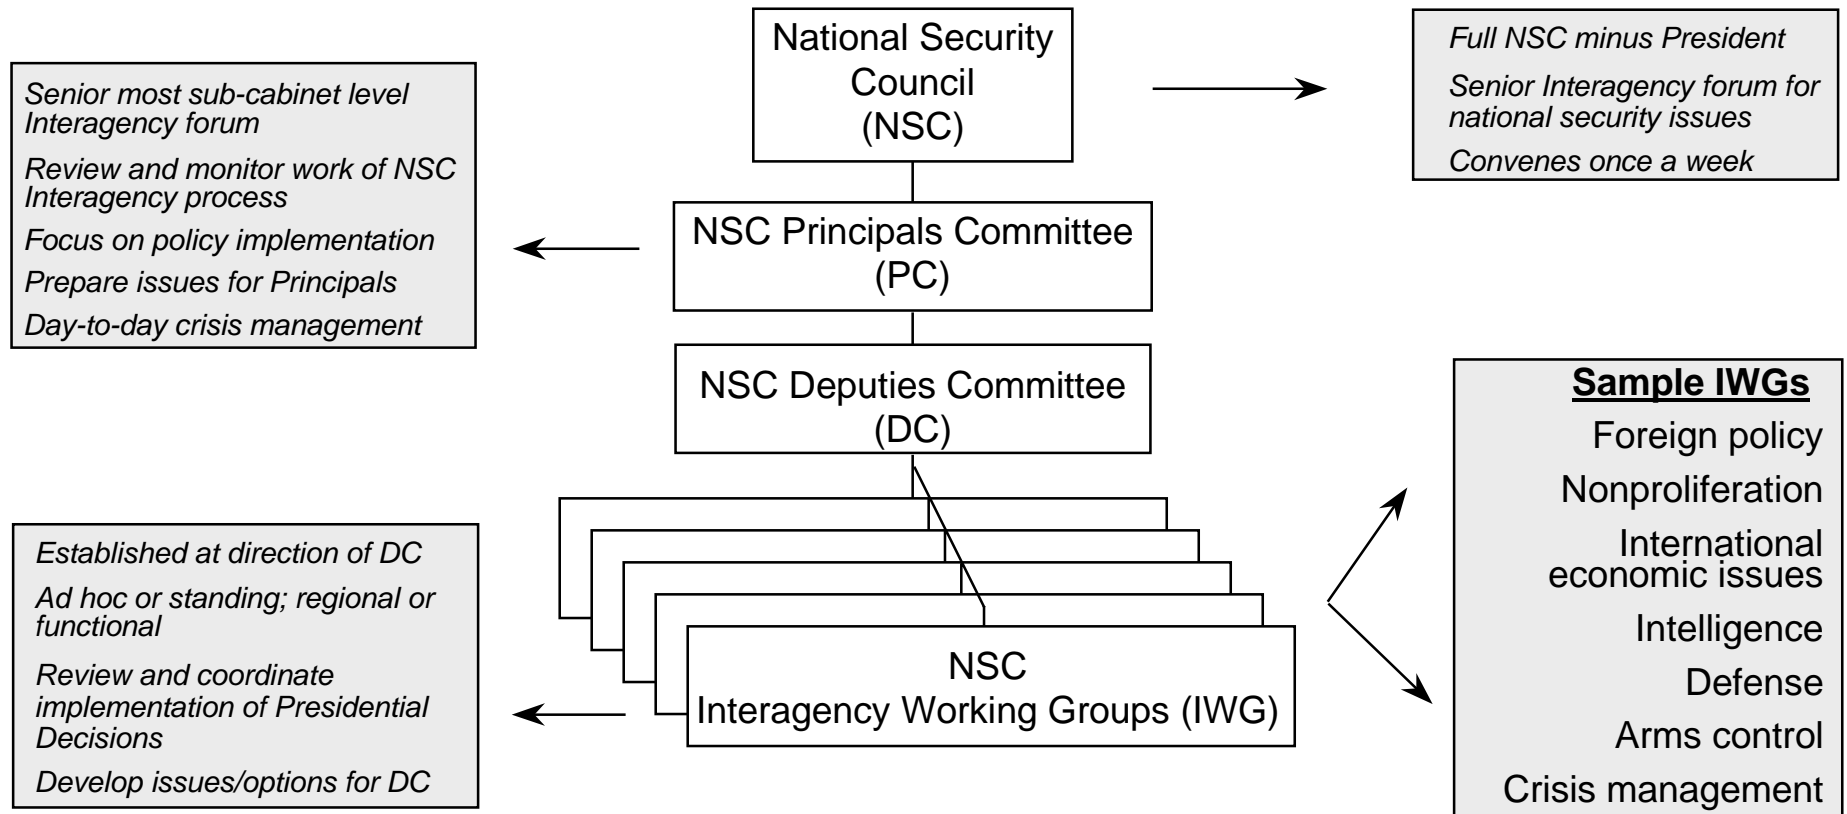 National Security
Council
(NSC)
Full NSC minus President
Senior Interagency forum for
national security issues
Convenes once a week
Senior most sub-cabinet level
Interagency forum
Review and monitor work of NSC
Interagency process
Focus on policy implementation
Prepare issues for Principals
Day-to-day crisis management
NSC Principals Committee
(PC)
NSC Deputies Committee
(DC)
Sample IWGs
Foreign policy
Nonproliferation
International
economic issues
Intelligence
Defense
Arms control
Crisis management
Established at direction of DC
Ad hoc or standing; regional or
functional
Review and coordinate
implementation of Presidential
Decisions
Develop issues/options for DC
NSC
Interagency Working Groups (IWG)